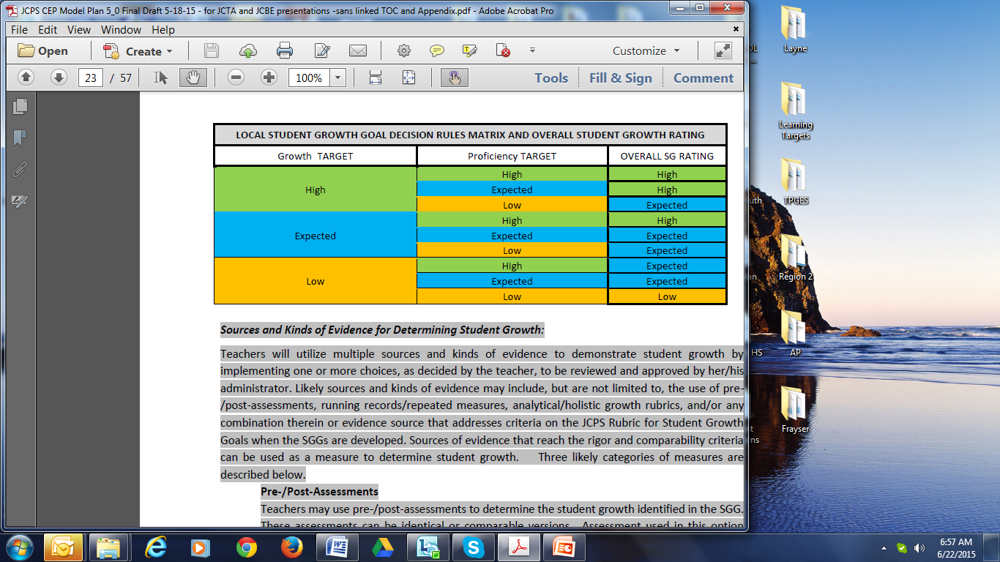 JCPS CEP Model Plan 5_0 Final Draft 5-18-15 - for JCTA and JCBE presentations -sans linked TOC and Appendix.pdf - Adobe Acrobat Pro
File Edit View Window Help
Open Create Customize
23 / 57 100% Tools Fill & Sign Comment
LOCAL STUDENT GROWTH GOAL DECISION RULES MATRIX AND OVERALL STUDENT GROWTH RATING
Growth TARGET Proficiency TARGET OVERALL SG RATING
High High
High Expected High
Low Expected
High High
Expected Expected Expected
Low Expected
High Expected
Low Expected Expected
Low Low
Sources and Kinds of Evidence for Determining Student Growth:
Teachers will utilize multiple sources and kinds of evidence to demonstrate student growth by
implementing one or more choices, as decided by the teacher, to be reviewed and approved by her/his
administrator. Likely sources and kinds of evidence may include, but are not limited to, the use of pre-
/post-assessments, running records/repeated measures, analytical/holistic growth rubrics, and/or any
combination therein or evidence source that addresses criteria on the JCPS Rubric for Student Growth
Goals when the SGGs are developed. Sources of evidence that reach the rigor and comparability criteria
can be used as a measure to determine student growth. Three likely categories of measures are
described below.
Pre-/Post-Assessments
Teachers may use pre-/post-assessments to determine the student growth identified in the SGG.
These assessments can be identical or comparable versions. Assessment used in this option
Layne
Learning
Targets
TPGES
Region 2
HS AP
Frayser
6:57 AM
6/22/2015